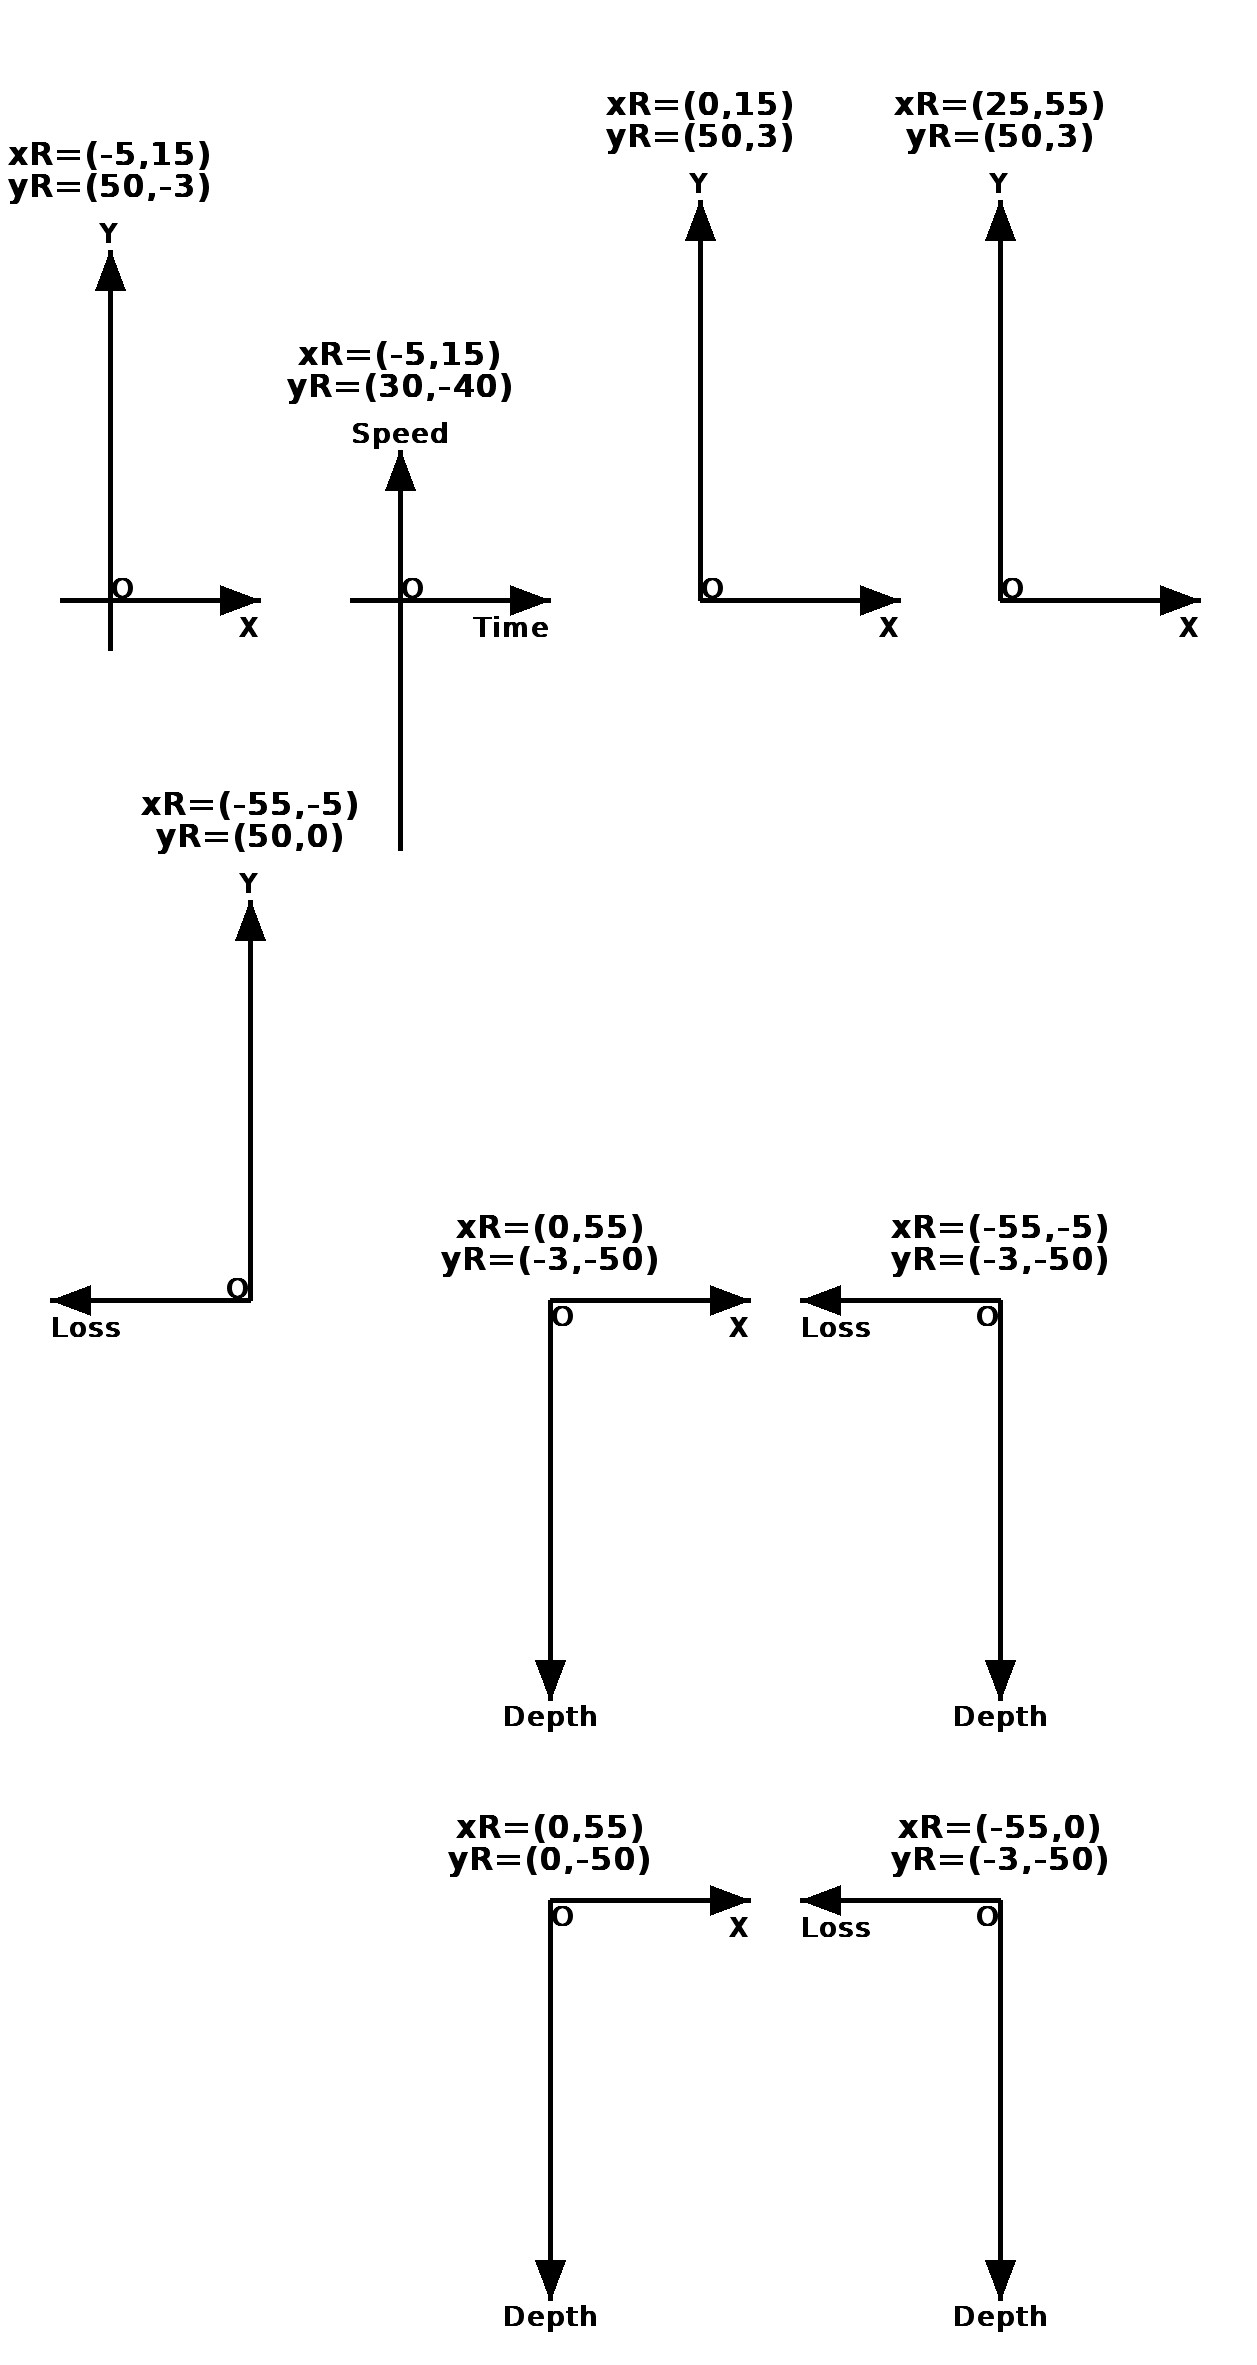 xR=(-5,15)
yR=(50,-3)
Y
O
X
xR=(-5,15)
yR=(30,-40)
Speed
O
Time
xR=(0,15)
yR=(50,3)
Y
O
X
xR=(25,55)
yR=(50,3)
Y
O
X
xR=(-55,-5)
yR=(50,0)
Y
O
Loss
xR=(0,55)
yR=(-3,-50)
O
X
Depth
xR=(-55,-5)
yR=(-3,-50)
Loss
O
Depth
xR=(0,55)
yR=(0,-50)
O
X
Depth
xR=(-55,0)
yR=(-3,-50)
Loss
O
Depth